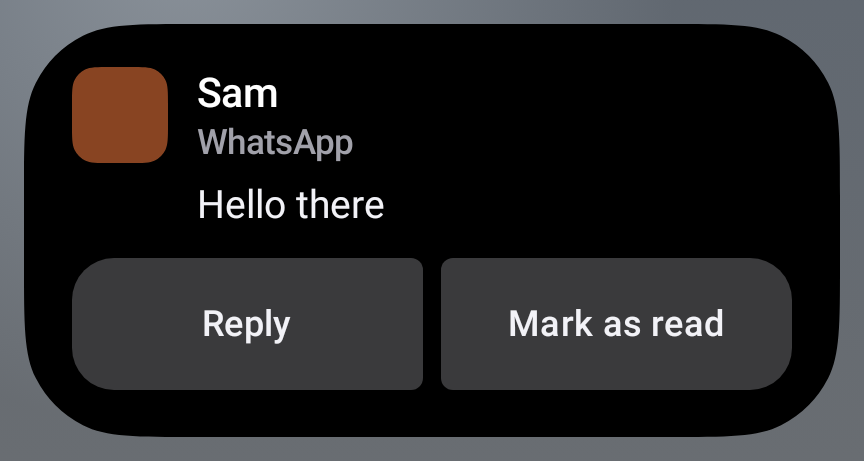 Sam
WhatsApp
Hello there
Reply
Mark as read